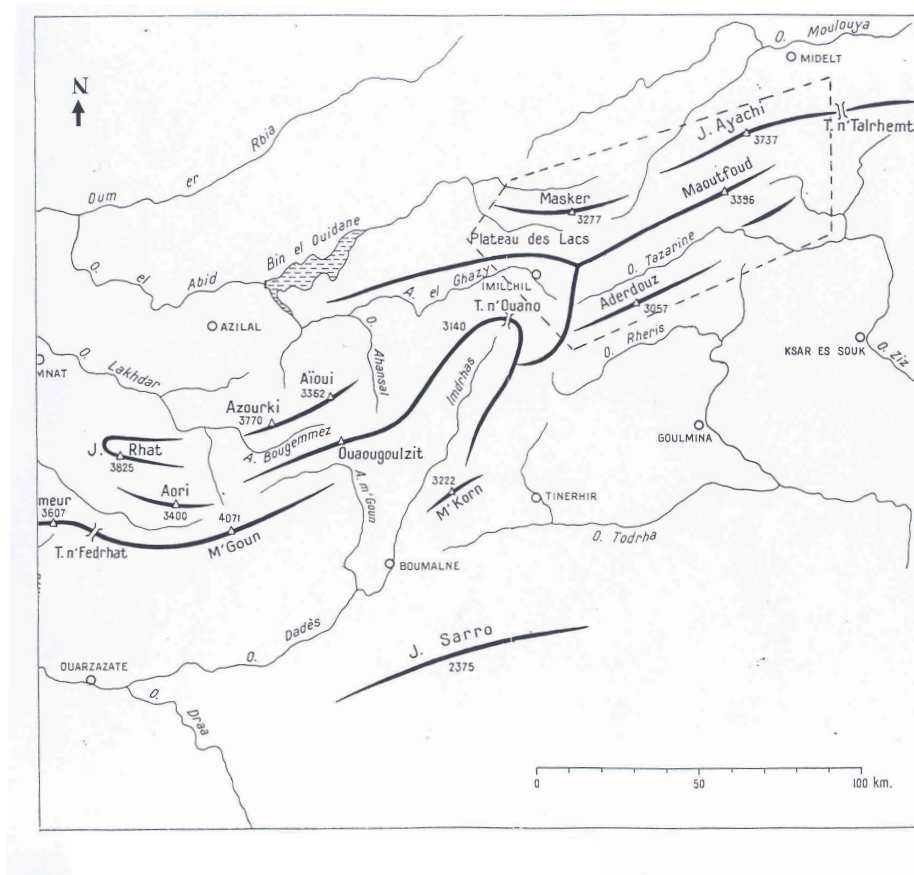 O. Moulouya
MIDELT
N
J. Ayachi
3737
T. n'Talrhemt
Oum er Rbia
Maoutfoud
3396
Masker
3277
Bin el Ouidane
Plateau des Lacs
O. el Abid
O. Tazarine
A. el Ghazy
IMILCHIL
Aderdouz
3057
T. n'Ouano
3140
AZILAL
O. Rheris
KSAR ES SOUK
O. Ziz
O. Lakhdar
MNAT
O. Ahansal
Imdrhas
Aïoui
3362
Azourki
3770
GOULMINA
J. Rhat
3825
A. Bougemmez
Ouaougoulzit
A. m'Goun
3222
M'Korn
TINERHIR
Aori
3400
meur
3607
4071
M'Goun
T. n'Fedrhat
O. Todrha
BOUMALNE
O. Dadès
J. Sarro
2375
OUARZAZATE
O. Draa
0 50 100 km.